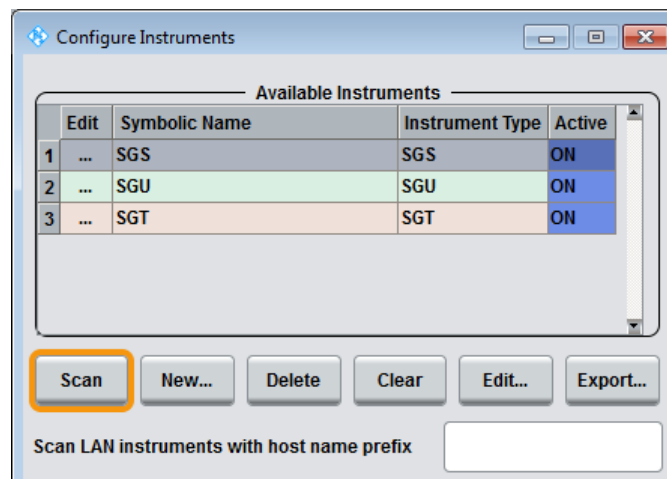 Configure Instruments
Available Instruments
Edit Symbolic Name Instrument Type Active
1 ... SGS SGS ON
2 ... SGU SGU ON
3 ... SGT SGT ON
Scan New... Delete Clear Edit... Export...
Scan LAN instruments with host name prefix